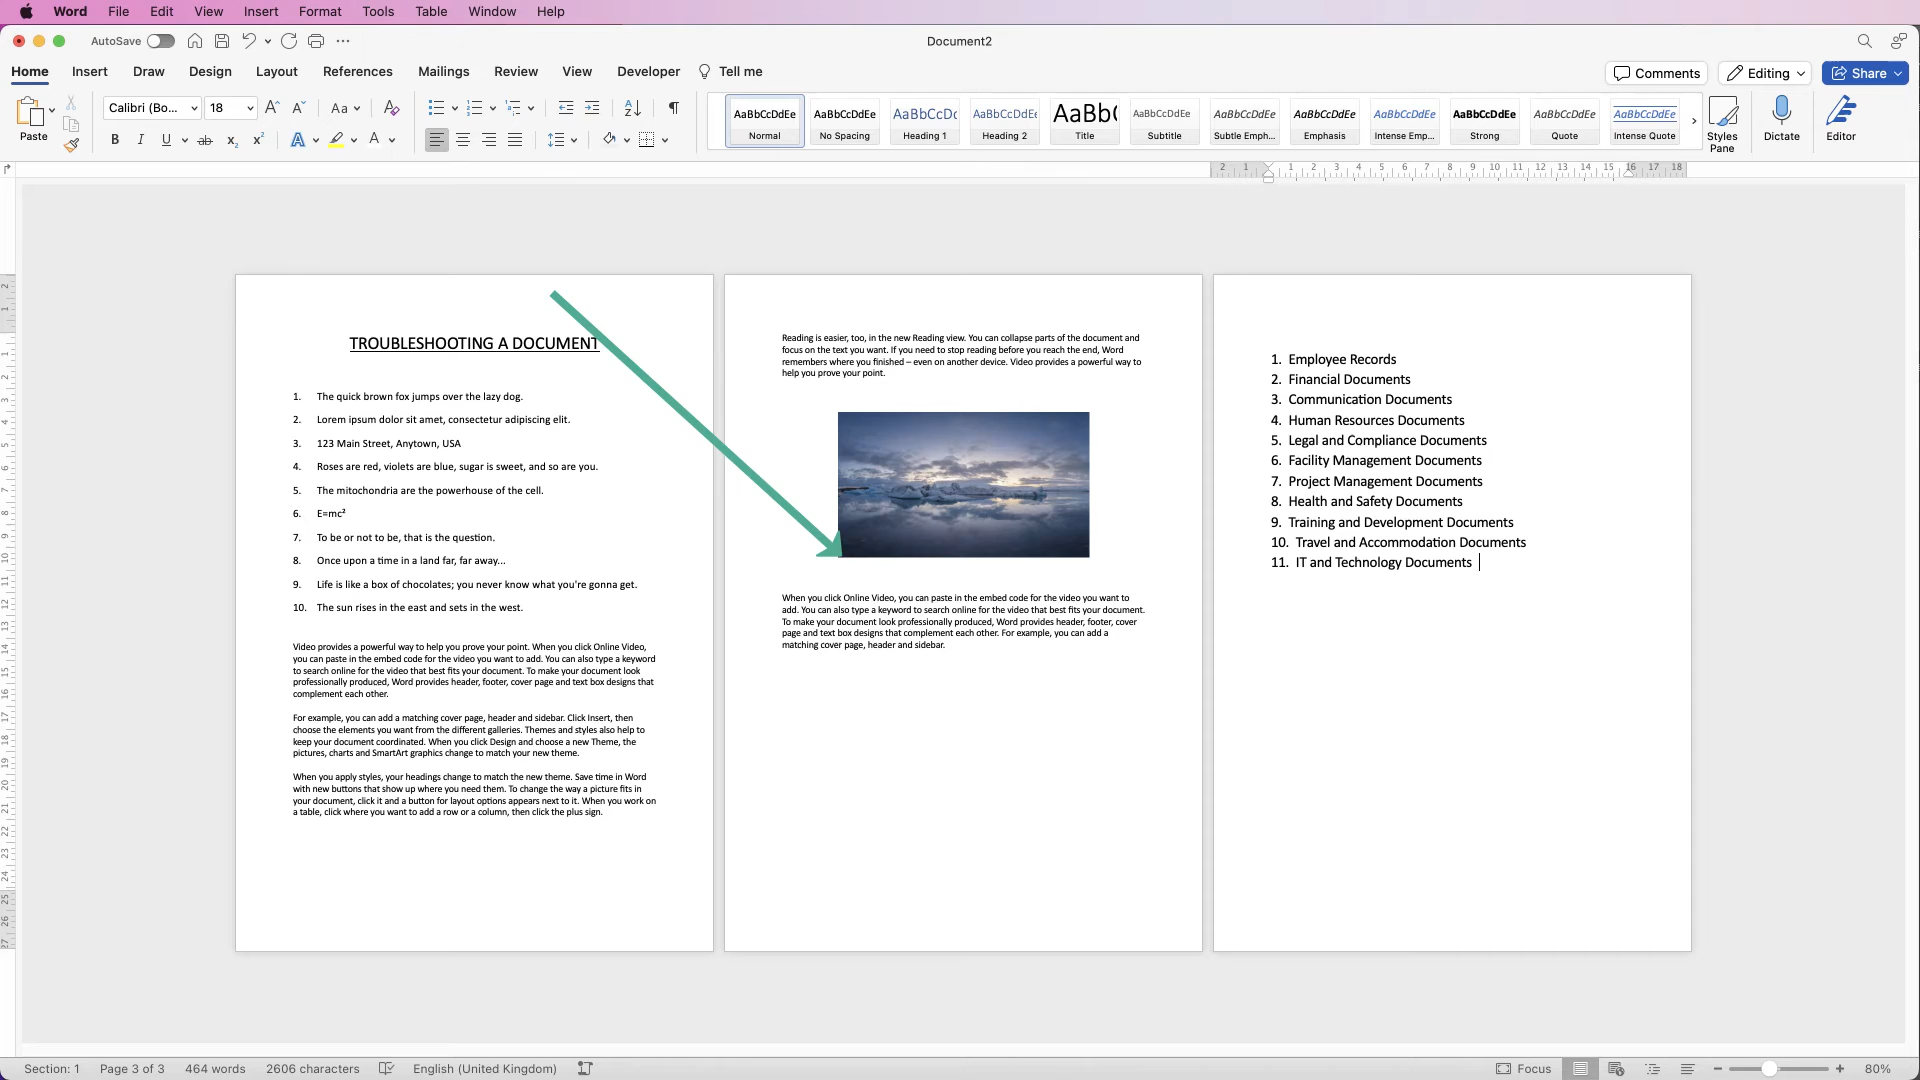 Word File Edit View Insert Format Tools Table Window Help
AutoSave Document2
Home Insert Draw Design Layout References Mailings Review View Developer Tell me Comments Editing Share
Calibri (Bo... 18 Aa
AaBbCcDdEe AaBbCcDdEe AaBbCcDc AaBbCcDdEe AaBb( AaBbCcDdEe AaBbCcDdEe AaBbCcDdEe AaBbCcDdEe AaBbCcDdEe AaBbCcDdEe AaBbCcDdEe
Paste Normal No Spacing Heading 1 Heading 2 Title Subtitle Subtle Emph... Emphasis Intense Emp... Strong Quote Intense Quote Styles Pane Dictate Editor
2 1 1 2 3 4 5 6 7 8 9 10 11 12 13 14 15 16 17 18
TROUBLESHOOTING A DOCUMENT
1. The quick brown fox jumps over the lazy dog.
2. Lorem ipsum dolor sit amet, consectetur adipiscing elit.
3. 123 Main Street, Anytown, USA
4. Roses are red, violets are blue, sugar is sweet, and so are you.
5. The mitochondria are the powerhouse of the cell.
6. E=mc²
7. To be or not to be, that is the question.
8. Once upon a time in a land far, far away...
9. Life is like a box of chocolates; you never know what you're gonna get.
10. The sun rises in the east and sets in the west.
Video provides a powerful way to help you prove your point. When you click Online Video,
you can paste in the embed code for the video you want to add. You can also type a keyword
to search online for the video that best fits your document. To make your document look
professionally produced, Word provides header, footer, cover page and text box designs that
complement each other.
For example, you can add a matching cover page, header and sidebar. Click Insert, then
choose the elements you want from the different galleries. Themes and styles also help to
keep your document coordinated. When you click Design and choose a new Theme, the
pictures, charts and SmartArt graphics change to match your new theme.
When you apply styles, your headings change to match the new theme. Save time in Word
with new buttons that show up where you need them. To change the way a picture fits in
your document, click it and a button for layout options appears next to it. When you work on
a table, click where you want to add a row or a column, then click the plus sign.
Reading is easier, too, in the new Reading view. You can collapse parts of the document and
focus on the text you want. If you need to stop reading before you reach the end, Word
remembers where you finished – even on another device. Video provides a powerful way to
help you prove your point.
When you click Online Video, you can paste in the embed code for the video you want to
add. You can also type a keyword to search online for the video that best fits your document.
To make your document look professionally produced, Word provides header, footer, cover
page and text box designs that complement each other. For example, you can add a
matching cover page, header and sidebar.
1. Employee Records
2. Financial Documents
3. Communication Documents
4. Human Resources Documents
5. Legal and Compliance Documents
6. Facility Management Documents
7. Project Management Documents
8. Health and Safety Documents
9. Training and Development Documents
10. Travel and Accommodation Documents
11. IT and Technology Documents
Section: 1 Page 3 of 3 464 words 2606 characters English (United Kingdom) Focus 80%